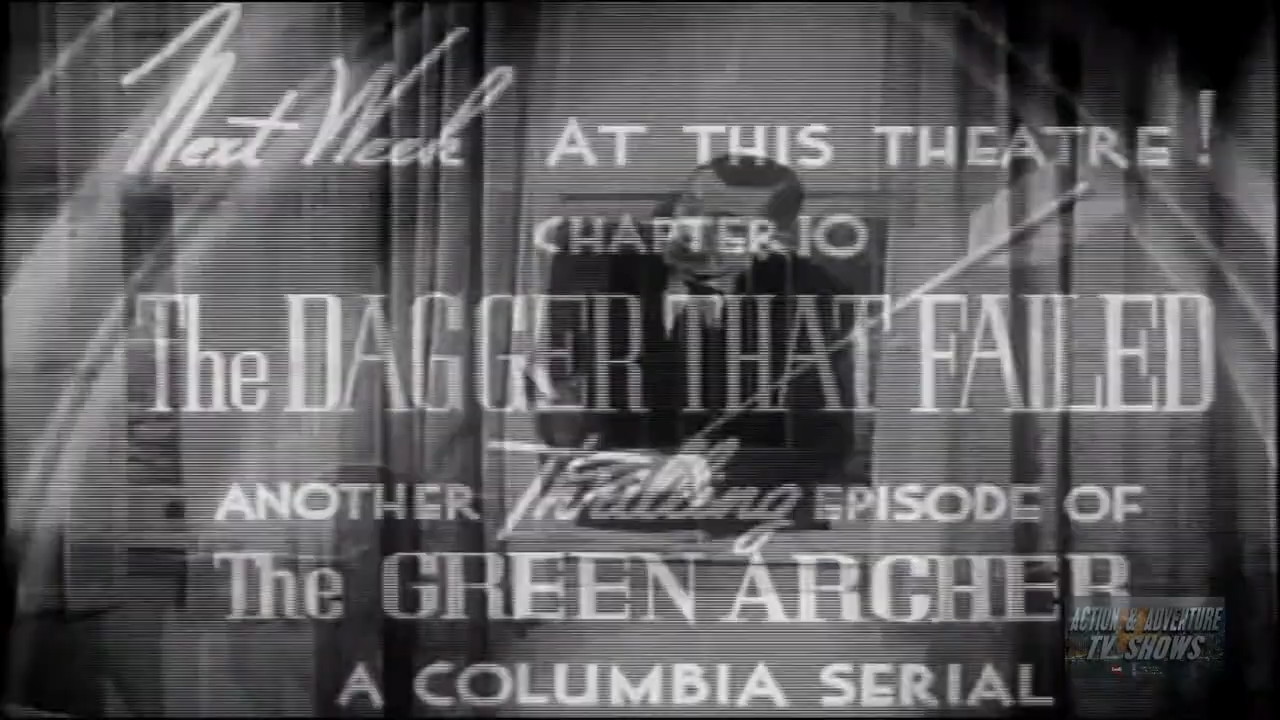 Next Week AT THIS THEATRE!
CHAPTER 10
The DAGGER THAT FAILED
ANOTHER Thrilling EPISODE OF
The GREEN ARCHER
A COLUMBIA SERIAL
ACTION & ADVENTURE
TV SHOWS